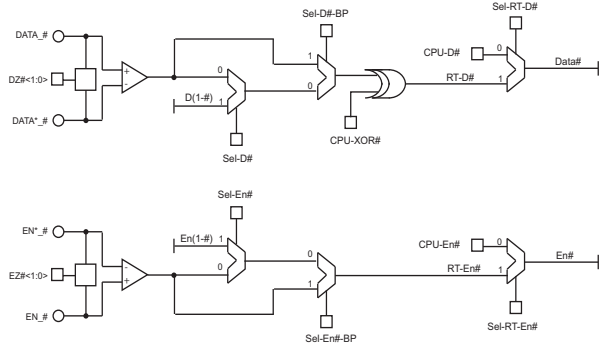 Sel-D#-BP
Sel-RT-D#
DATA_#
CPU-D#
0
Data#
1
+
-
0
DZ#<1:0>
1
RT-D#
D(1-#)
1
0
DATA*_#
CPU-XOR#
Sel-D#
Sel-En#
EN*_#
En(1-#)
1
CPU-En#
0
En#
0
-
+
EZ#<1:0>
0
RT-En#
1
1
EN_#
Sel-En#-BP
Sel-RT-En#